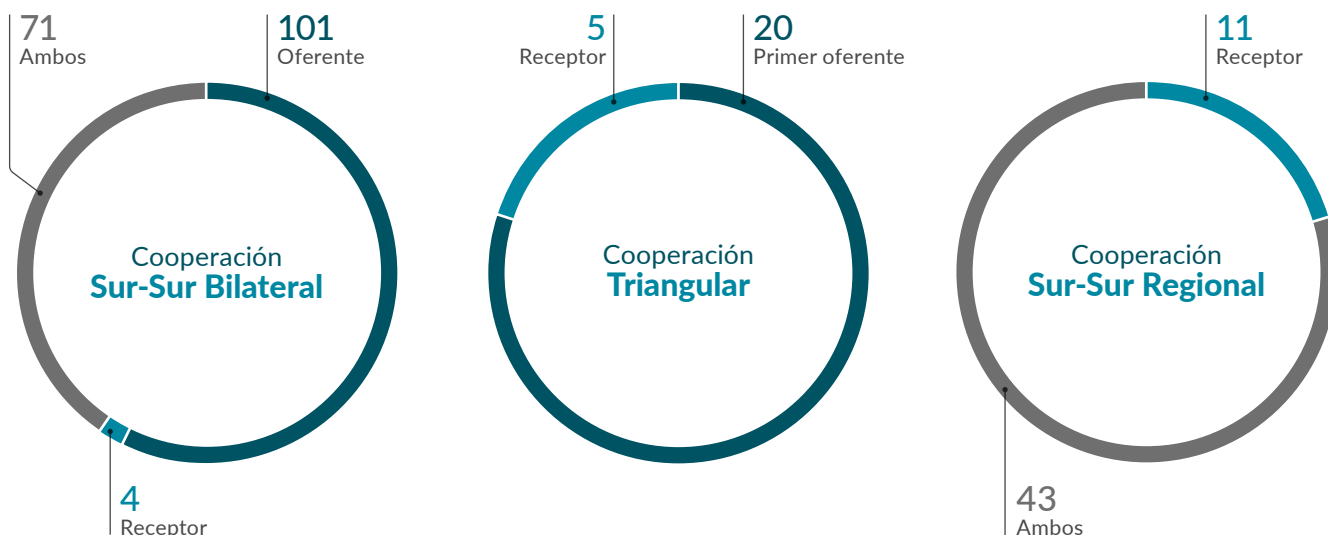 71
Ambos
101
Oferente
Cooperación
Sur-Sur Bilateral
4
Receptor
5
Receptor
20
Primer oferente
Cooperación
Triangular
11
Receptor
Cooperación
Sur-Sur Regional
43
Ambos